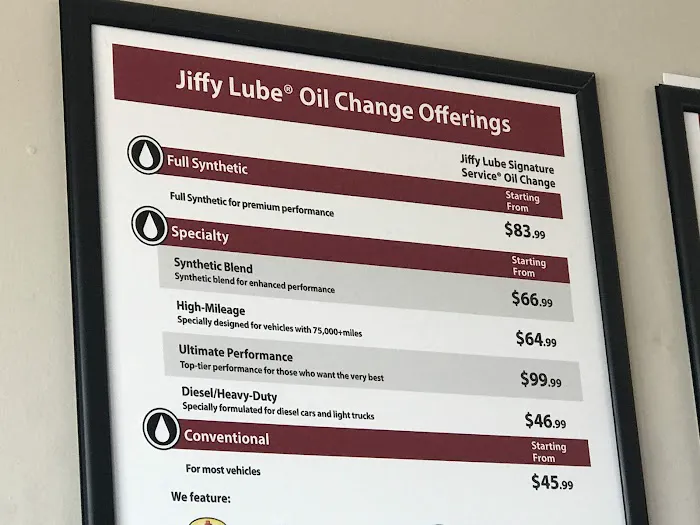 Jiffy Lube® Oil Change Offerings
Jiffy Lube Signature
Service® Oil Change
Full Synthetic
Starting
From
Full Synthetic for premium performance
$83.99
Specialty
Starting
From
Synthetic Blend
Synthetic blend for enhanced performance
$66.99
High-Mileage
Specially designed for vehicles with 75,000+miles
$64.99
Ultimate Performance
Top-tier performance for those who want the very best
$99.99
Diesel/Heavy-Duty
Specially formulated for diesel cars and light trucks
$46.99
Conventional
Starting
From
For most vehicles
$45.99
We feature: